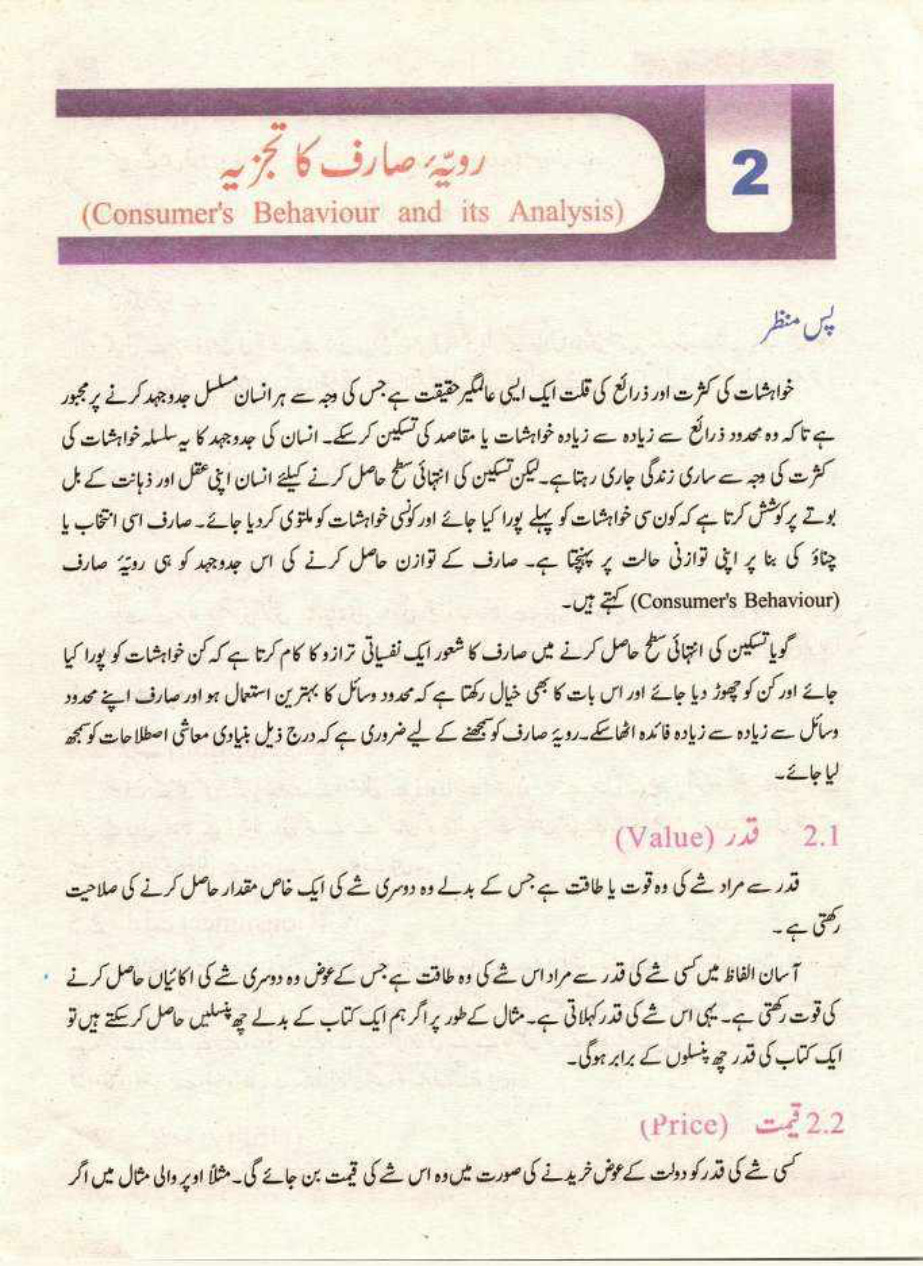 2
رویّۂ صارف کا تجزیہ
(Consumer's Behaviour and its Analysis)
پس منظر
خواہشات کی کثرت اور ذرائع کی قلت ایک ایسی عالمگیر حقیقت ہے جس کی وجہ سے ہر انسان مسلسل جدوجہد کرنے پر مجبور
ہے تاکہ وہ محدود ذرائع سے زیادہ سے زیادہ خواہشات یا مقاصد کی تسکین کر سکے۔ انسان کی جدوجہد کا یہ سلسلہ خواہشات کی
کثرت کی وجہ سے ساری زندگی جاری رہتا ہے۔ لیکن تسکین کی انتہائی سطح حاصل کرنے کیلئے انسان اپنی عقل اور ذہانت کے بل
بوتے پر کوشش کرتا ہے کہ کون سی خواہشات کو پہلے پورا کیا جائے اور کونسی خواہشات کو ملتوی کر دیا جائے۔ صارف اسی انتخاب یا
چناؤ کی بنا پر اپنی توازنی حالت پر پہنچتا ہے۔ صارف کے توازن حاصل کرنے کی اس جدوجہد کو ہی رویّۂ صارف
(Consumer's Behaviour) کہتے ہیں۔
گویا تسکین کی انتہائی سطح حاصل کرنے میں صارف کا شعور ایک نفسیاتی ترازو کا کام کرتا ہے کہ کن خواہشات کو پورا کیا
جائے اور کن کو چھوڑ دیا جائے اور اس بات کا بھی خیال رکھتا ہے کہ محدود وسائل کا بہترین استعمال ہو اور صارف اپنے محدود
وسائل سے زیادہ سے زیادہ فائدہ اٹھا سکے۔ رویۂ صارف کو سمجھنے کے لیے ضروری ہے کہ درج ذیل بنیادی معاشی اصطلاحات کو سمجھ
لیا جائے۔
2.1 قدر (Value)
قدر سے مراد شے کی وہ قوت یا طاقت ہے جس کے بدلے وہ دوسری شے کی ایک خاص مقدار حاصل کرنے کی صلاحیت
رکھتی ہے۔
آسان الفاظ میں کسی شے کی قدر سے مراد اس شے کی وہ طاقت ہے جس کے عوض وہ دوسری شے کی اکائیاں حاصل کرنے
کی قوت رکھتی ہے۔ یہی اس شے کی قدر کہلاتی ہے۔ مثال کے طور پر اگر ہم ایک کتاب کے بدلے چھ پنسلیں حاصل کر سکتے ہیں تو
ایک کتاب کی قدر چھ پنسلوں کے برابر ہوگی۔
2.2 قیمت (Price)
کسی شے کی قدر کو دولت کے عوض خریدنے کی صورت میں وہ اس شے کی قیمت بن جائے گی۔ مثلاً اوپر والی مثال میں اگر